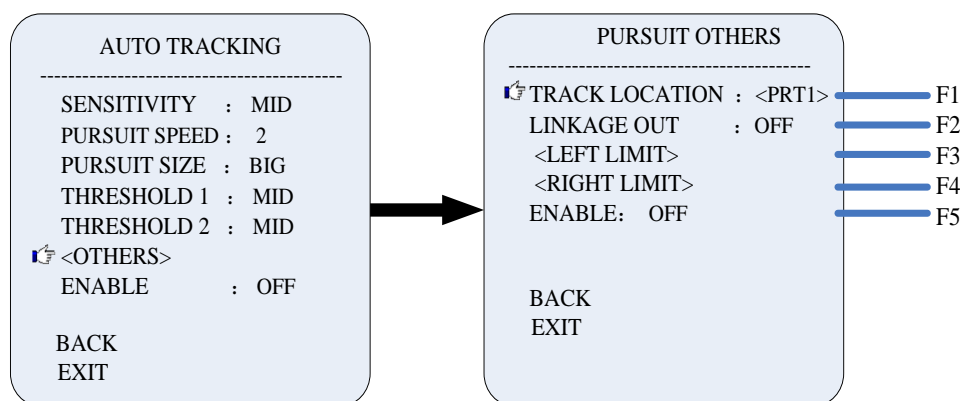 AUTO TRACKING
-------------------------------------------
SENSITIVITY : MID
PURSUIT SPEED : 2
PURSUIT SIZE : BIG
THRESHOLD 1 : MID
THRESHOLD 2 : MID
<OTHERS>
ENABLE : OFF
BACK
EXIT
PURSUIT OTHERS
-------------------------------------------
TRACK LOCATION : <PRT1>
LINKAGE OUT : OFF
<LEFT LIMIT>
<RIGHT LIMIT>
ENABLE: OFF
BACK
EXIT
F1
F2
F3
F4
F5